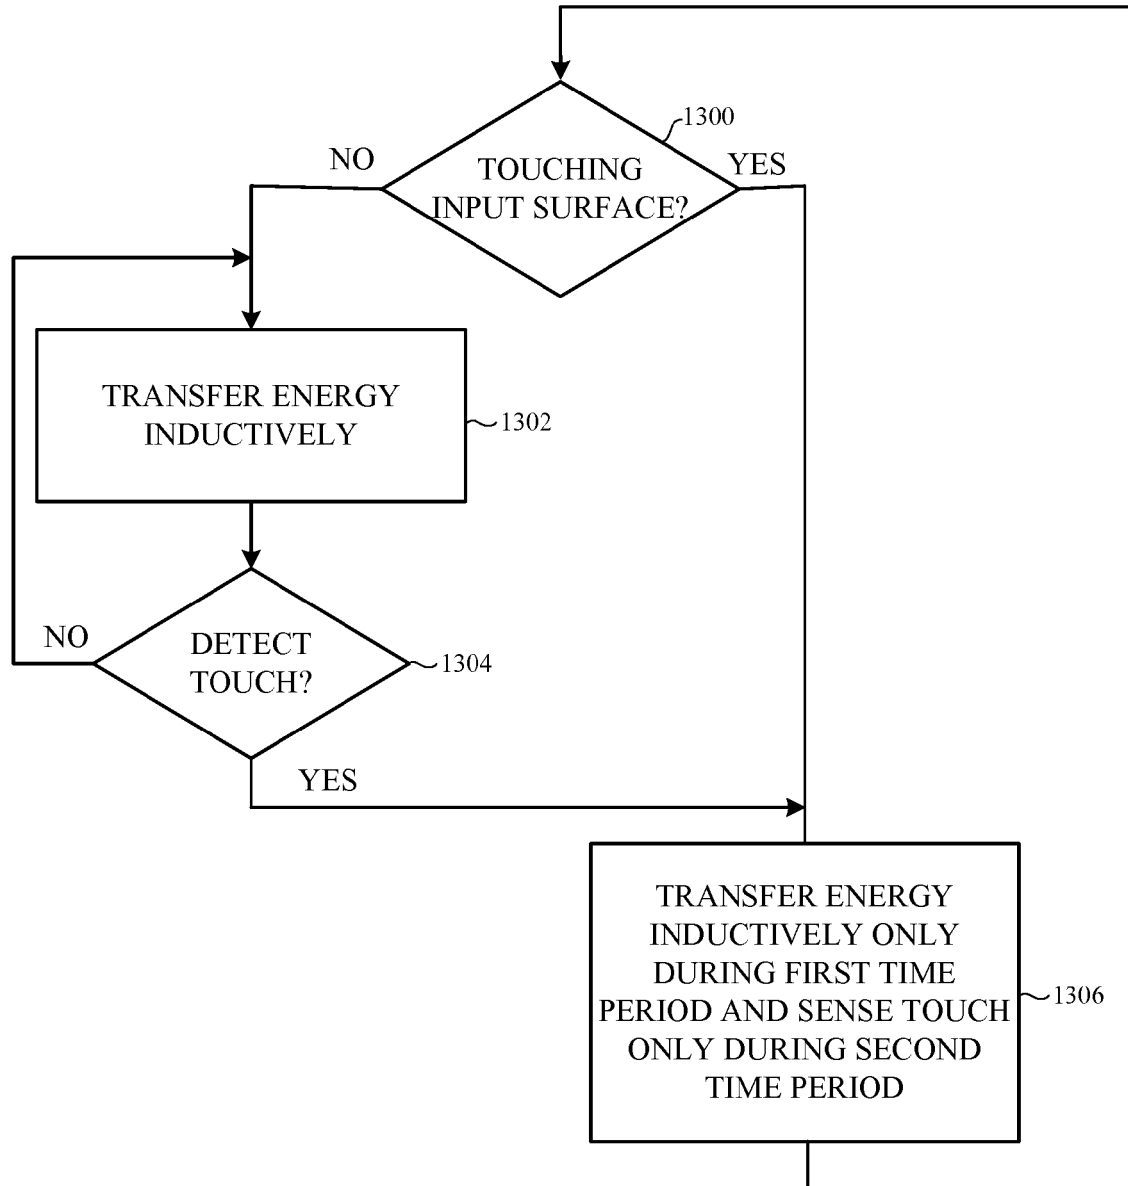 1300
NO
YES
TOUCHING
INPUT SURFACE?
TRANSFER ENERGY
INDUCTIVELY
1302
NO
DETECT
TOUCH?
1304
YES
TRANSFER ENERGY
INDUCTIVELY ONLY
DURING FIRST TIME
PERIOD AND SENSE TOUCH
ONLY DURING SECOND
TIME PERIOD
1306